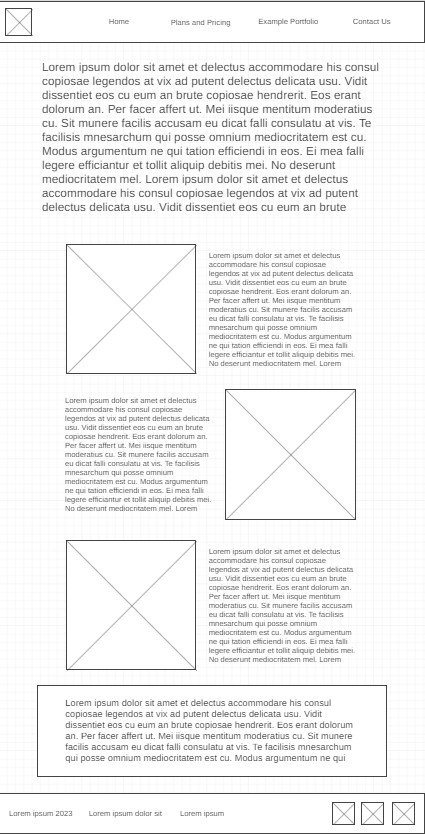 Home
Plans and Pricing
Example Portfolio
Contact Us
Lorem ipsum dolor sit amet et delectus accommodare his consul
copiosae legendos at vix ad putent delectus delicata usu. Vidit
dissentiet eos cu eum an brute copiosae hendrerit. Eos erant
dolorum an. Per facer affert ut. Mei iisque mentitum moderatius
cu. Sit munere facilis accusam eu dicat falli consulatu at vis. Te
facilisis mnesarchum qui posse omnium mediocritatem est cu.
Modus argumentum ne qui tation efficiendi in eos. Ei mea falli
legere efficiantur et tollit aliquip debitis mei. No deserunt
mediocritatem mel. Lorem ipsum dolor sit amet et delectus
accommodare his consul copiosae legendos at vix ad putent
delectus delicata usu. Vidit dissentiet eos cu eum an brute
Lorem ipsum dolor sit amet et delectus
accommodare his consul copiosae
legendos at vix ad putent delectus delicata
usu. Vidit dissentiet eos cu eum an brute
copiosae hendrerit. Eos erant dolorum an.
Per facer affert ut. Mei iisque mentitum
moderatius cu. Sit munere facilis accusam
eu dicat falli consulatu at vis. Te facilisis
mnesarchum qui posse omnium
mediocritatem est cu. Modus argumentum
ne qui tation efficiendi in eos. Ei mea falli
legere efficiantur et tollit aliquip debitis mei.
No deserunt mediocritatem mel. Lorem
Lorem ipsum dolor sit amet et delectus
accommodare his consul copiosae
legendos at vix ad putent delectus delicata
usu. Vidit dissentiet eos cu eum an brute
copiosae hendrerit. Eos erant dolorum an.
Per facer affert ut. Mei iisque mentitum
moderatius cu. Sit munere facilis accusam
eu dicat falli consulatu at vis. Te facilisis
mnesarchum qui posse omnium
mediocritatem est cu. Modus argumentum
ne qui tation efficiendi in eos. Ei mea falli
legere efficiantur et tollit aliquip debitis mei.
No deserunt mediocritatem mel. Lorem
Lorem ipsum dolor sit amet et delectus
accommodare his consul copiosae
legendos at vix ad putent delectus delicata
usu. Vidit dissentiet eos cu eum an brute
copiosae hendrerit. Eos erant dolorum an.
Per facer affert ut. Mei iisque mentitum
moderatius cu. Sit munere facilis accusam
eu dicat falli consulatu at vis. Te facilisis
mnesarchum qui posse omnium
mediocritatem est cu. Modus argumentum
ne qui tation efficiendi in eos. Ei mea falli
legere efficiantur et tollit aliquip debitis mei.
No deserunt mediocritatem mel. Lorem
Lorem ipsum dolor sit amet et delectus accommodare his consul
copiosae legendos at vix ad putent delectus delicata usu. Vidit
dissentiet eos cu eum an brute copiosae hendrerit. Eos erant dolorum
an. Per facer affert ut. Mei iisque mentitum moderatius cu. Sit munere
facilis accusam eu dicat falli consulatu at vis. Te facilisis mnesarchum
qui posse omnium mediocritatem est cu. Modus argumentum ne qui
Lorem ipsum 2023
Lorem ipsum dolor sit
Lorem ipsum